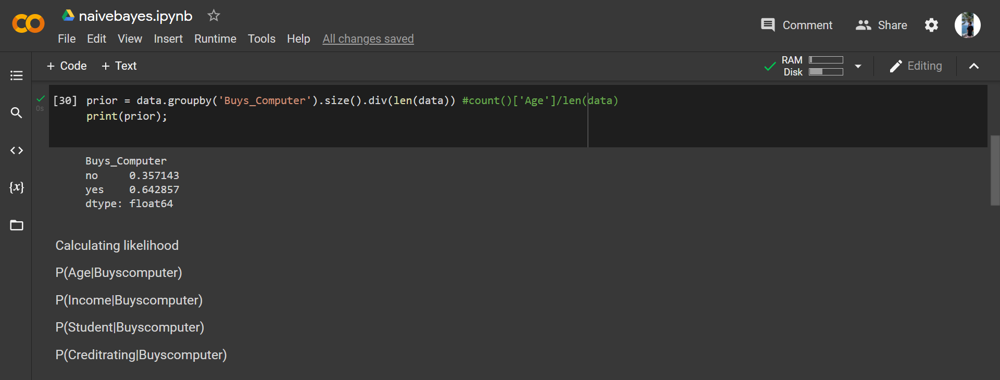 naivebayes.ipynb
File Edit View Insert Runtime Tools Help All changes saved
Comment Share
+ Code + Text
RAM
Disk
Editing
0s
[30] prior = data.groupby('Buys_Computer').size().div(len(data)) #count()['Age']/len(data)
print(prior);
{x}
Buys_Computer
no 0.357143
yes 0.642857
dtype: float64
Calculating likelihood
P(Age|Buyscomputer)
P(Income|Buyscomputer)
P(Student|Buyscomputer)
P(Creditrating|Buyscomputer)